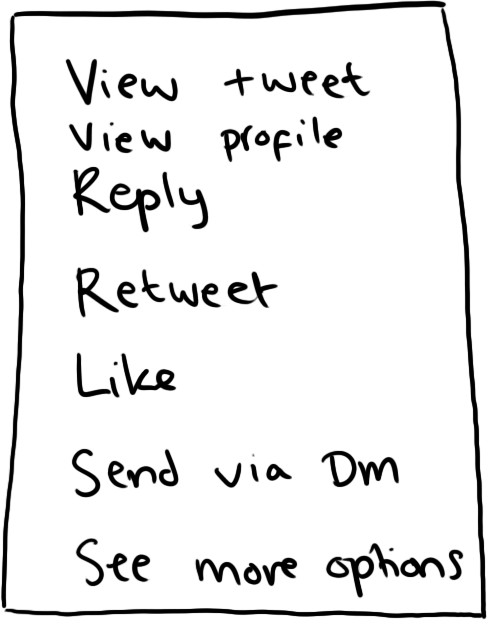 View tweet
View profile
Reply
Retweet
Like
Send via Dm
See more options